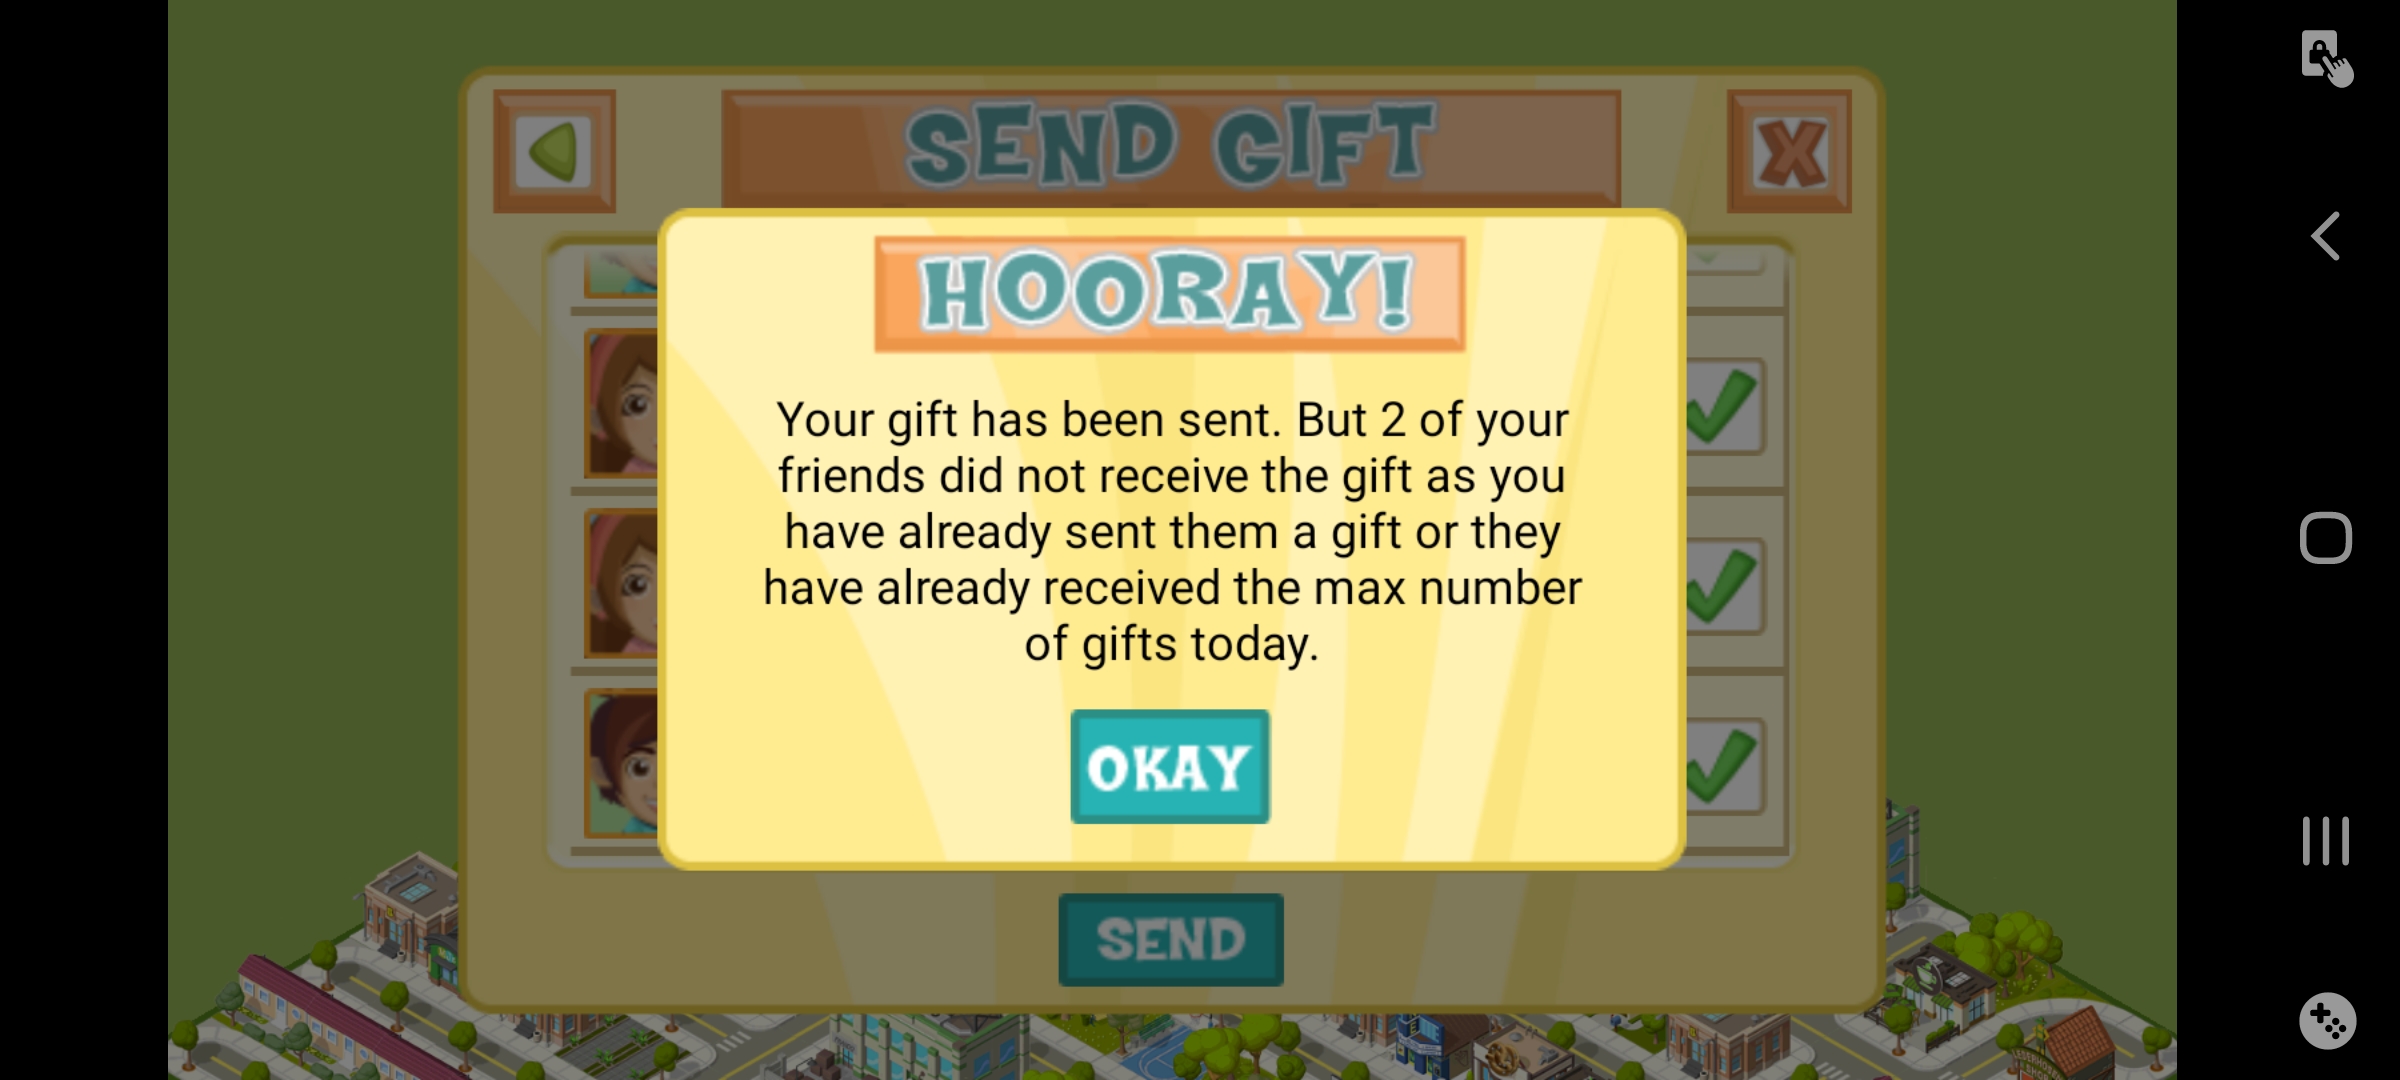 SEND GIFT
HOORAY!
Your gift has been sent. But 2 of your
friends did not receive the gift as you
have already sent them a gift or they
have already received the max number
of gifts today.
OKAY
SEND